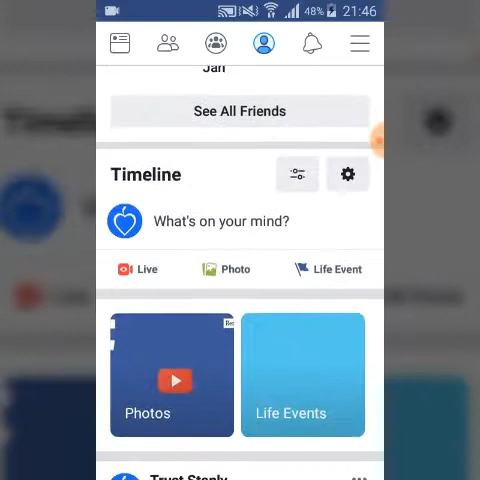 48% 21:46
Jan
See All Friends
Timeline
What's on your mind?
Live Photo Life Event
Photos Life Events
Trust Stenly